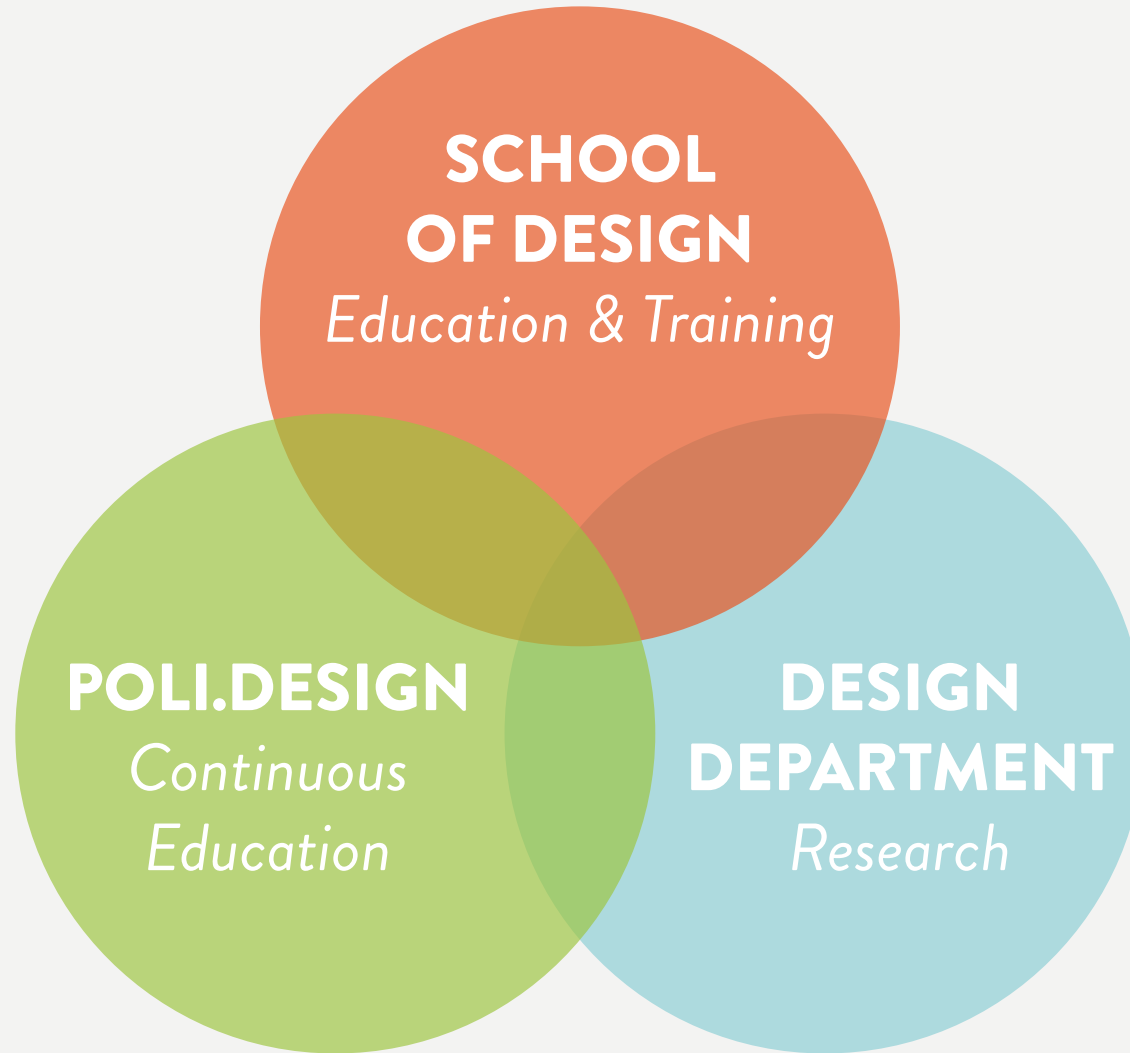 SCHOOL
OF DESIGN
Education & Training
POLI.DESIGN
Continuous
Education
DESIGN
DEPARTMENT
Research